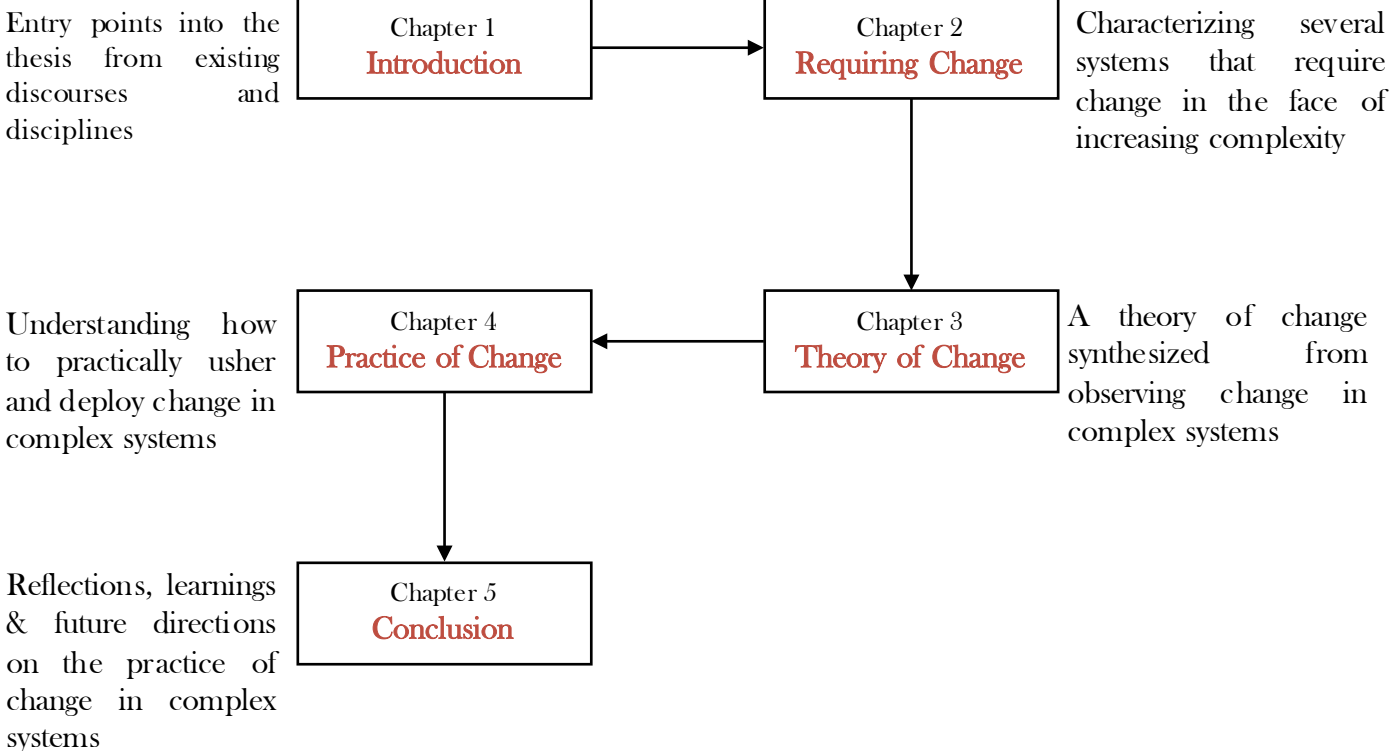 Entry points into the
thesis from existing
discourses and
disciplines
Chapter 1
Introduction
Chapter 2
Requiring Change
Characterizing several
systems that require
change in the face of
increasing complexity
A theory of change
synthesized from
observing change in
complex systems
Chapter 3
Theory of Change
Chapter 4
Practice of Change
Understanding how
to practically usher
and deploy change in
complex systems
Chapter 5
Conclusion
Reflections, learnings
& future directions
on the practice of
change in complex
systems